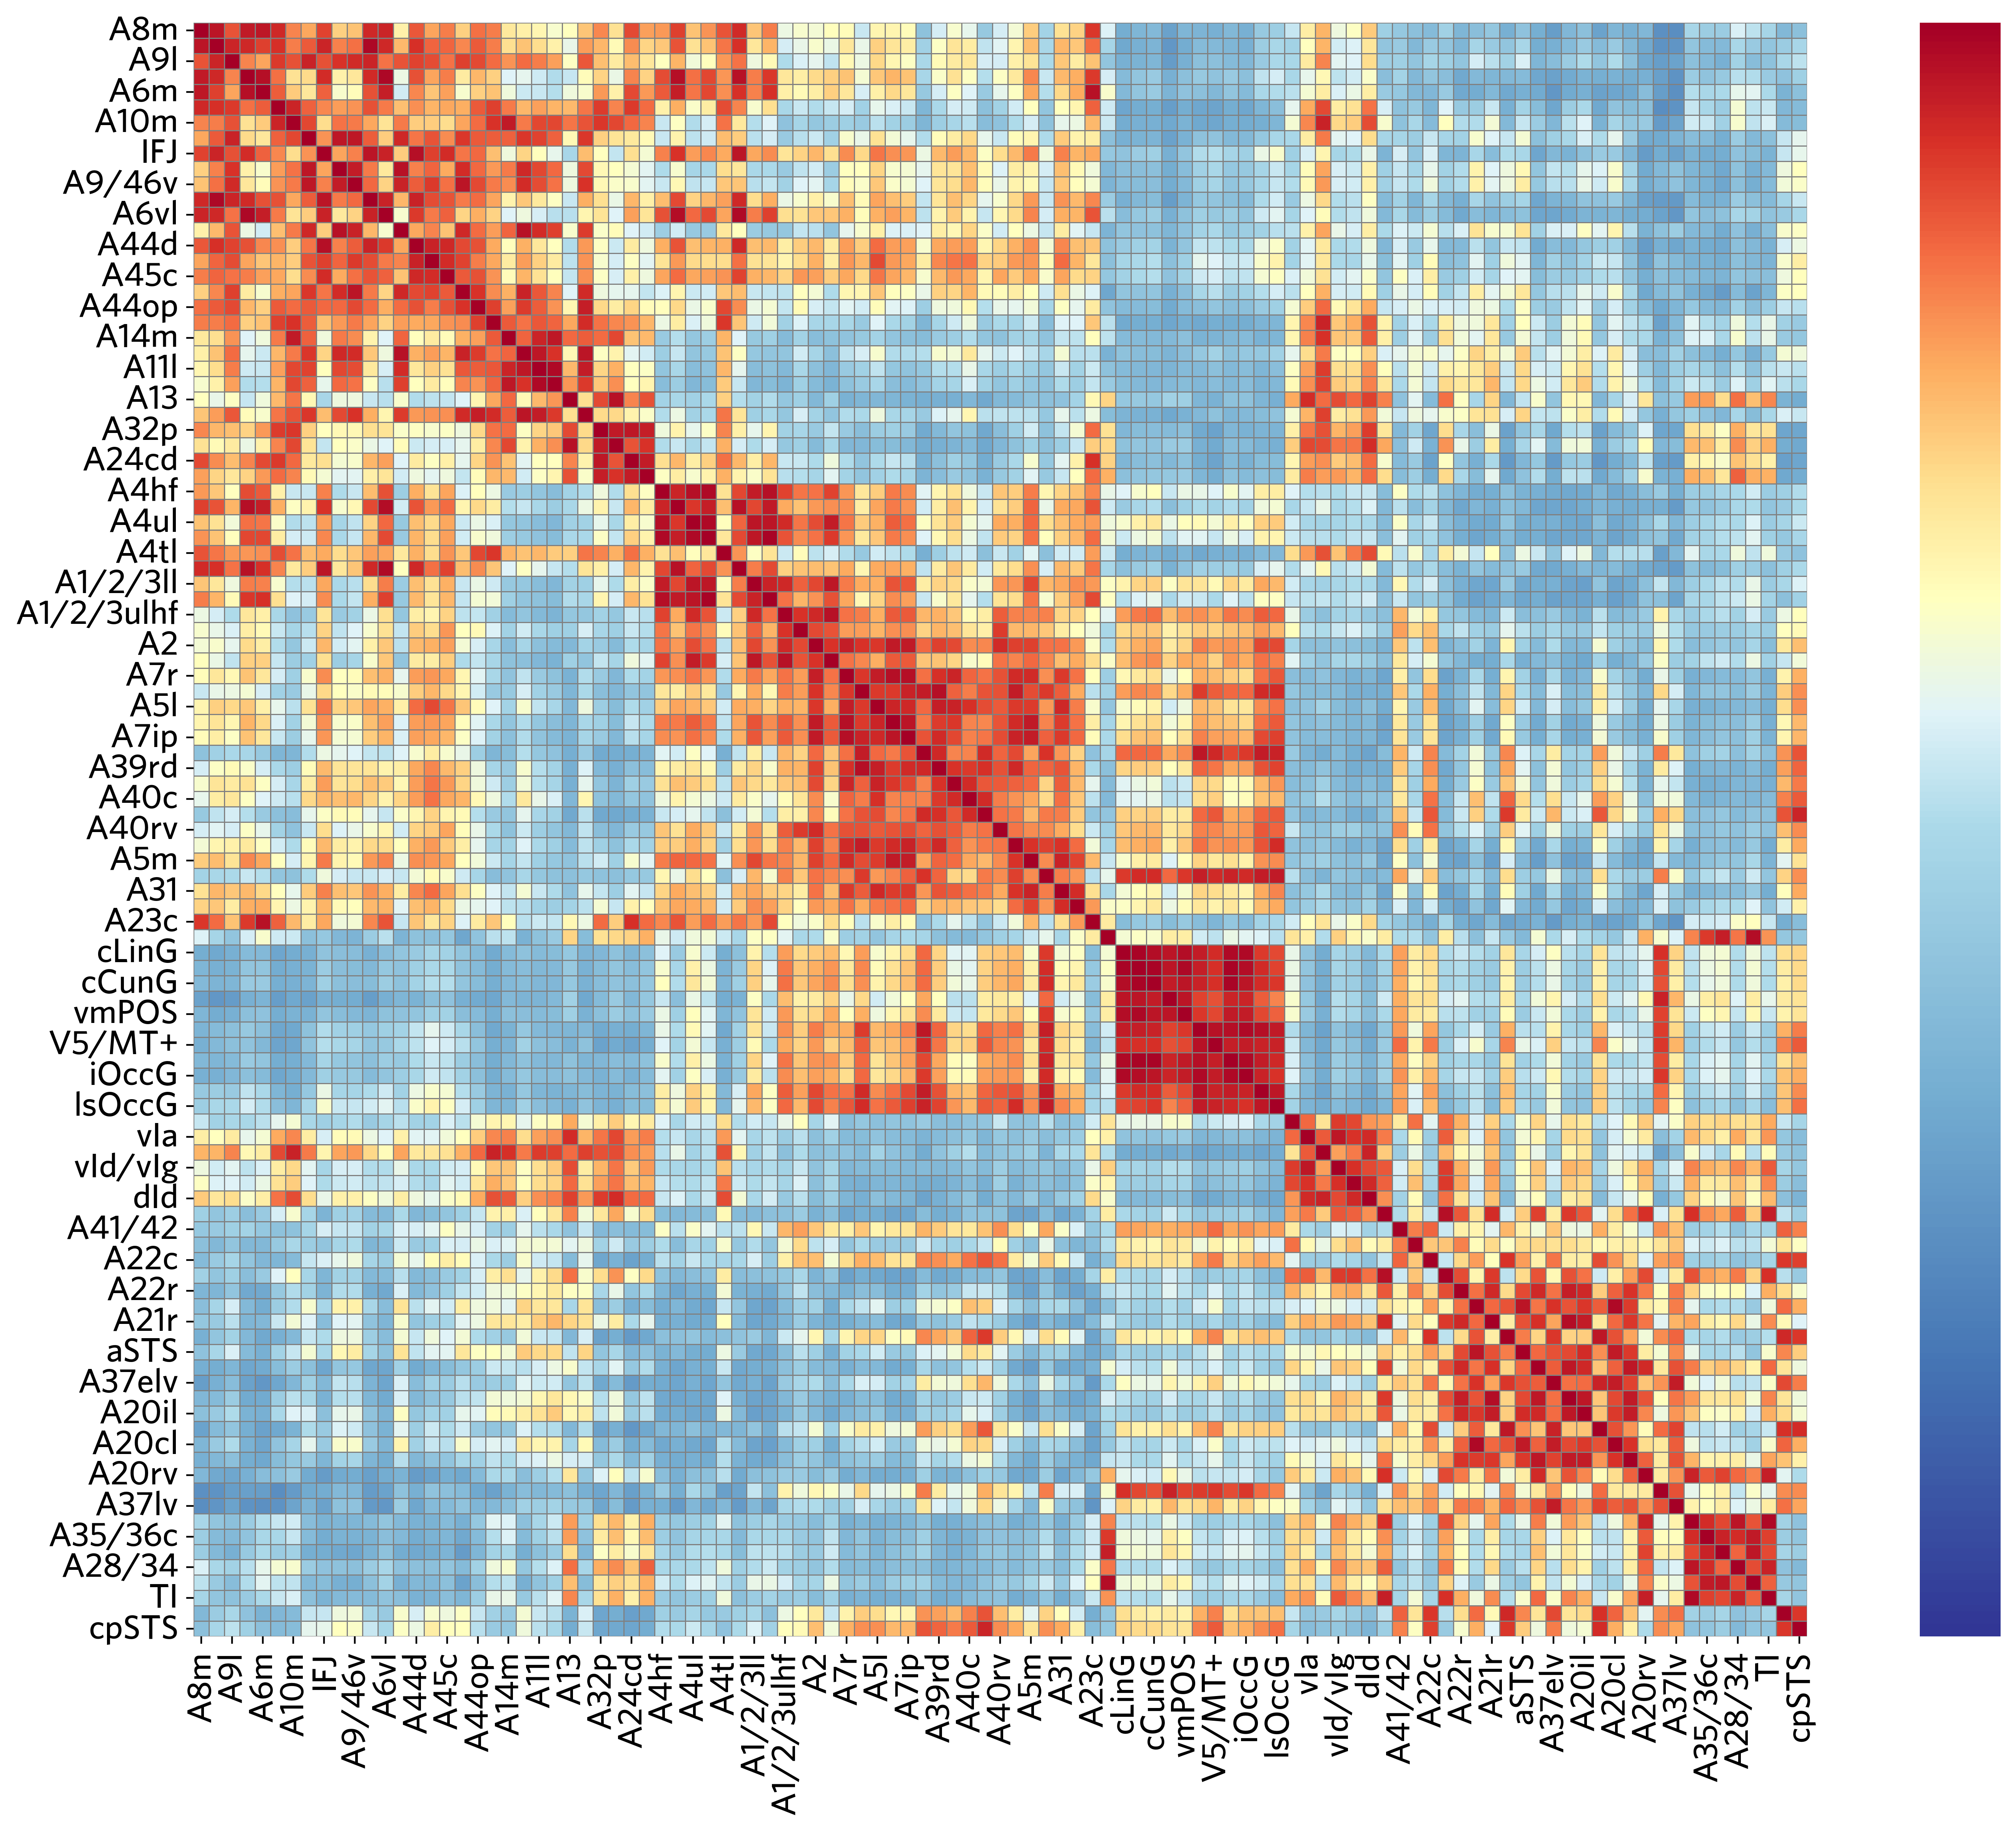 A8m
A9l
A6m
A10m
IFJ
A9/46v
A6vl
A44d
A45c
A44op
A14m
A11l
A13
A32p
A24cd
A4hf
A4ul
A4tl
A1/2/3ll
A1/2/3ulhf
A2
A7r
A5l
A7ip
A39rd
A40c
A40rv
A5m
A31
A23c
cLinG
cCunG
vmPOS
V5/MT+
iOccG
lsOccG
vIa
vId/vIg
dId
A41/42
A22c
A22r
A21r
aSTS
A37elv
A20il
A20cl
A20rv
A37lv
A35/36c
A28/34
TI
cpSTS
A8m
A9l
A6m
A10m
IFJ
A9/46v
A6vl
A44d
A45c
A44op
A14m
A11l
A13
A32p
A24cd
A4hf
A4ul
A4tl
A1/2/3ll
A1/2/3ulhf
A2
A7r
A5l
A7ip
A39rd
A40c
A40rv
A5m
A31
A23c
cLinG
cCunG
vmPOS
V5/MT+
iOccG
lsOccG
vIa
vId/vIg
dId
A41/42
A22c
A22r
A21r
aSTS
A37elv
A20il
A20cl
A20rv
A37lv
A35/36c
A28/34
TI
cpSTS